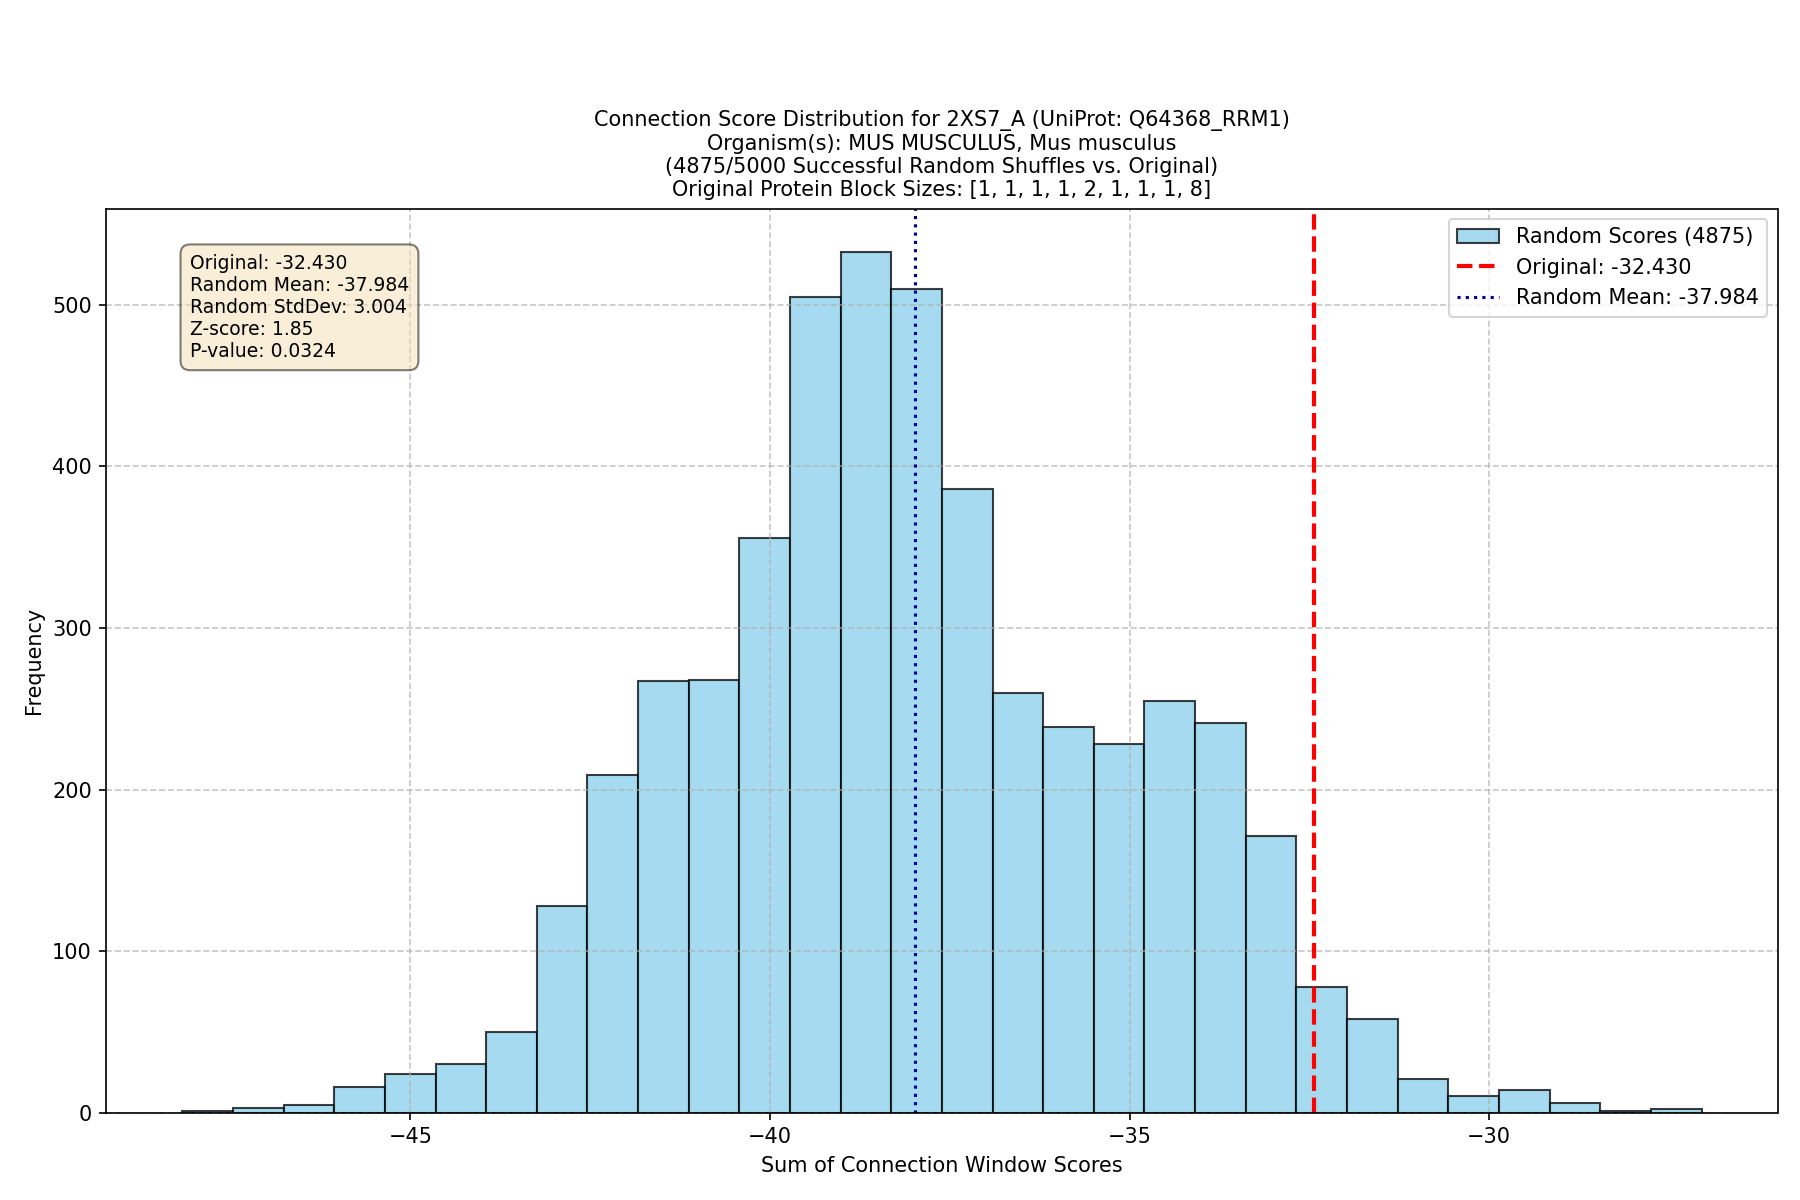 Connection Score Distribution for 2XS7_A (UniProt: Q64368_RRM1)
Organism(s): MUS MUSCULUS, Mus musculus
(4875/5000 Successful Random Shuffles vs. Original)
Original Protein Block Sizes: [1, 1, 1, 1, 2, 1, 1, 1, 8]
Original: -32.430
Random Mean: -37.984
Random StdDev: 3.004
Z-score: 1.85
P-value: 0.0324
Random Scores (4875)
Original: -32.430
Random Mean: -37.984
Frequency
500
400
300
200
100
0
−45
−40
−35
−30
Sum of Connection Window Scores